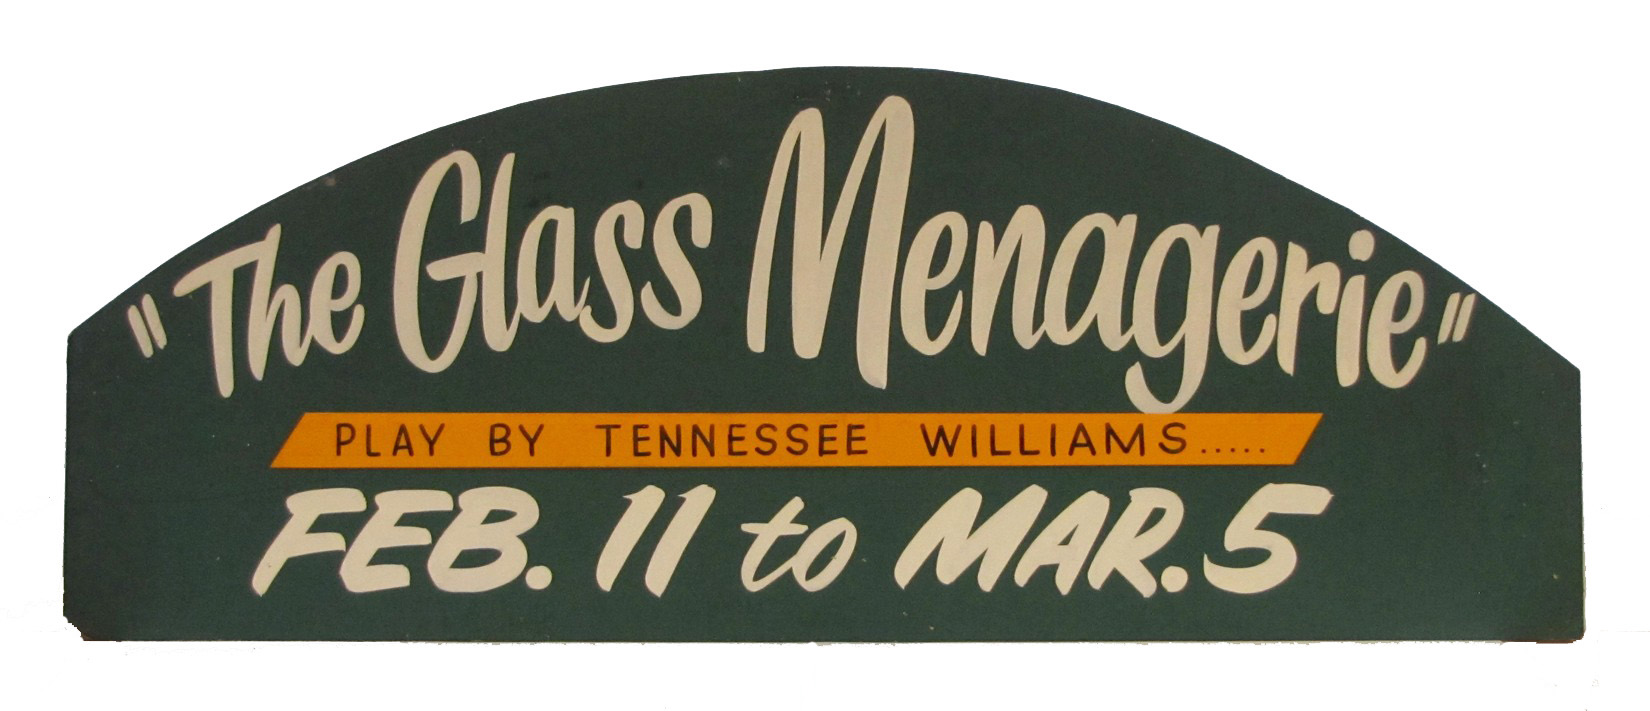 "The Glass Menagerie"
PLAY BY TENNESSEE WILLIAMS.....
FEB. 11 to MAR. 5